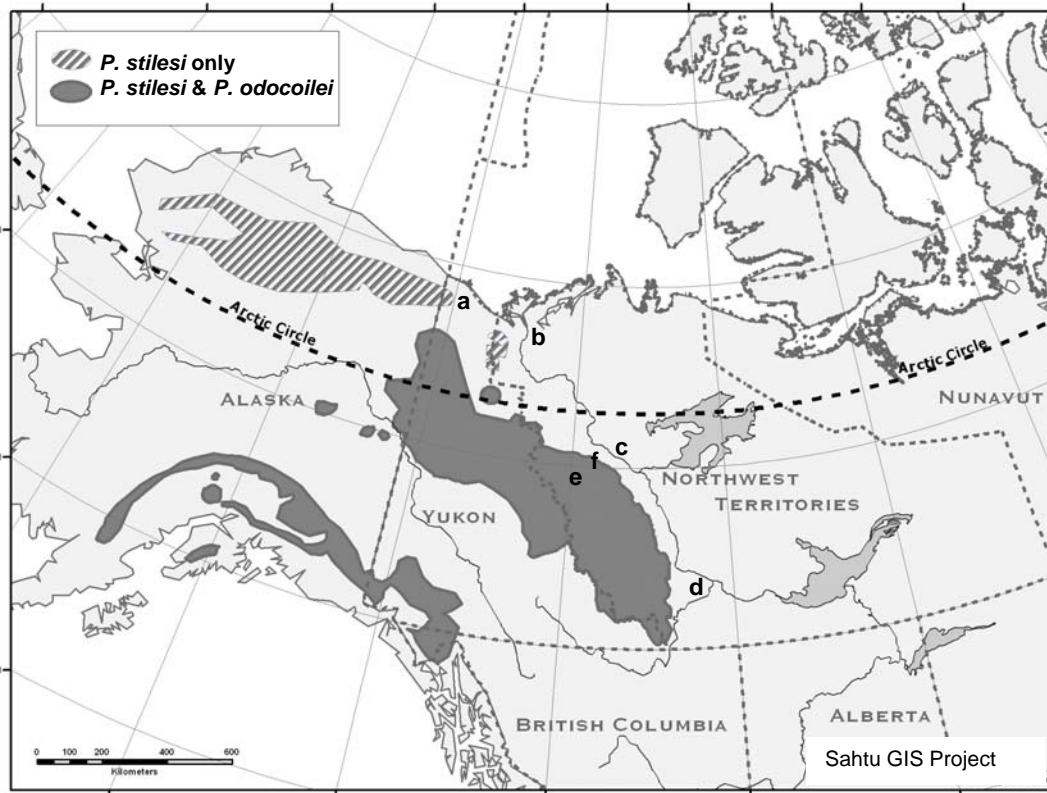 P. stilesi only
P. stilesi & P. odocoilei
a
Arctic Circle
b
Arctic Circle
ALASKA
NUNAVUT
c
f
e
NORTHWEST
TERRITORIES
YUKON
d
BRITISH COLUMBIA
ALBERTA
Sahtu GIS Project
0 100 200 400 600
Kilometers